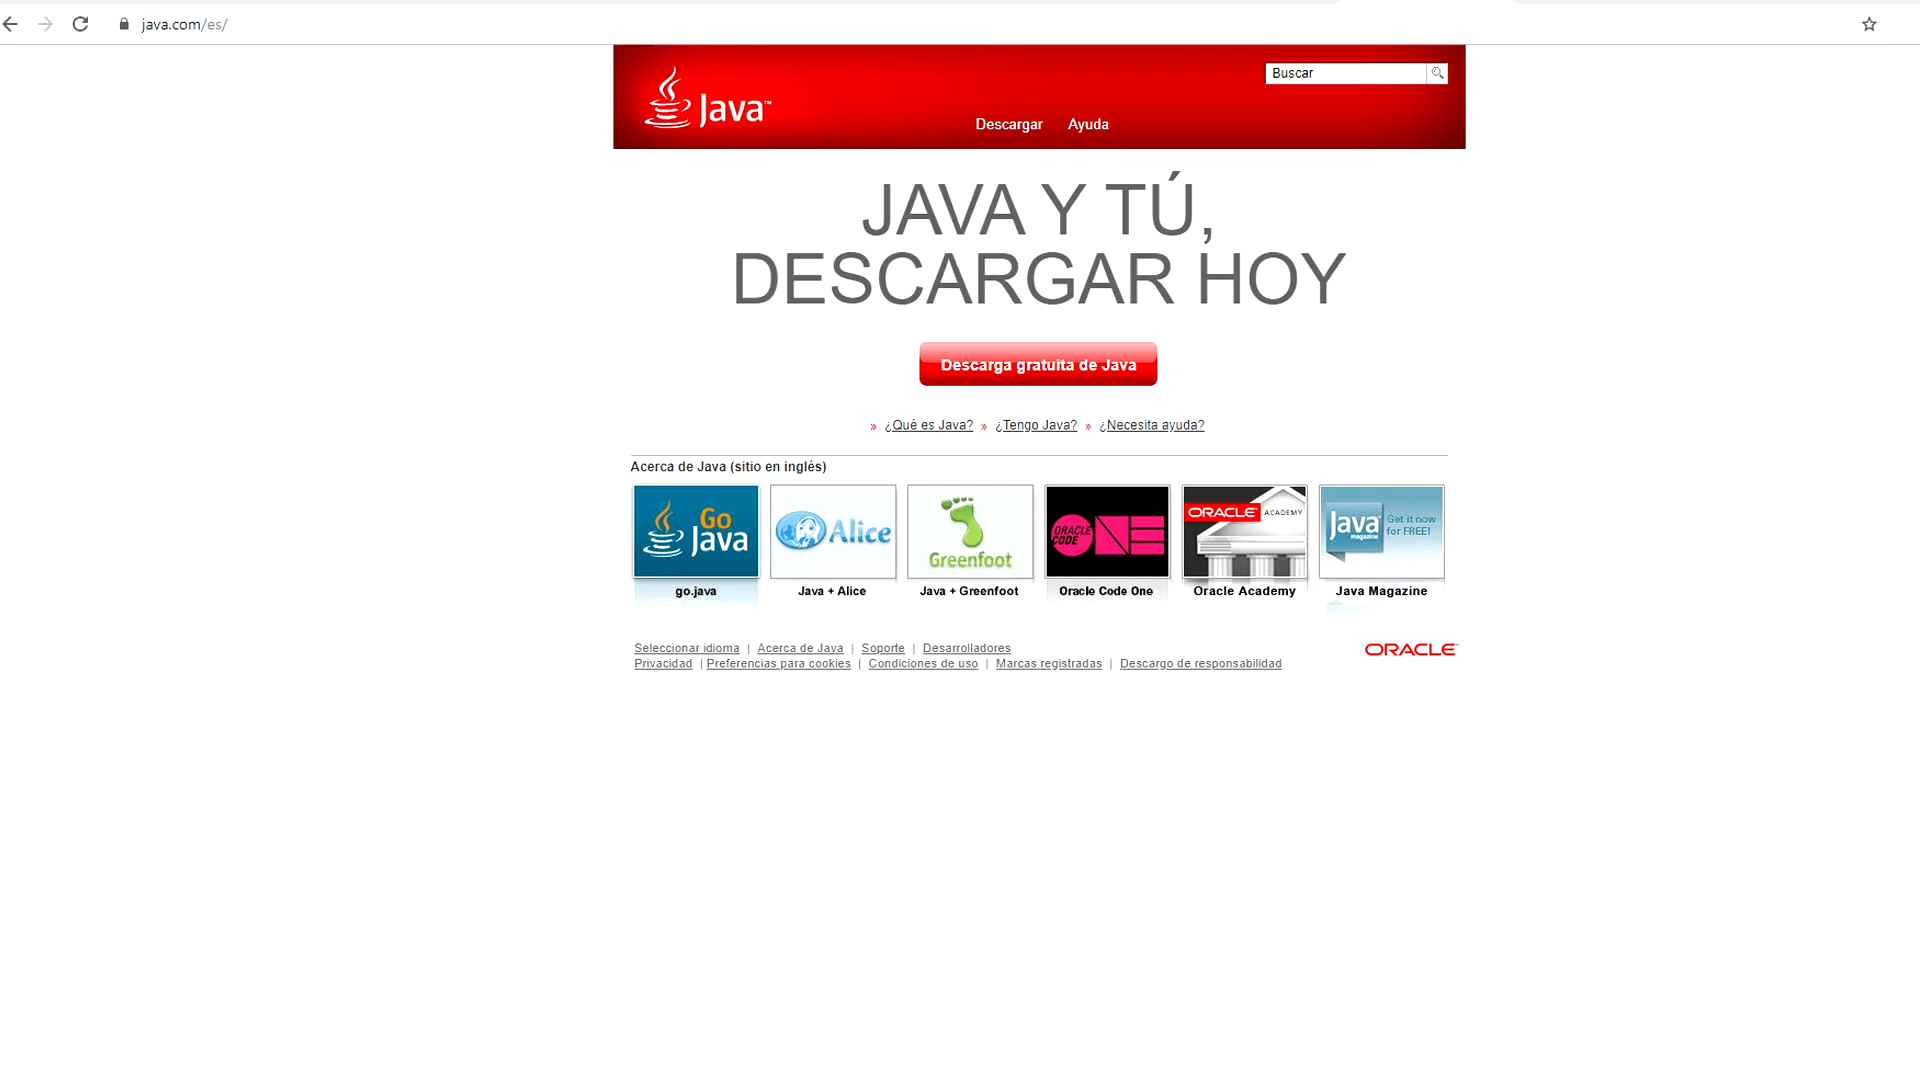 java.com/es/
Buscar
Java™
Descargar Ayuda
JAVA Y TÚ,
DESCARGAR HOY
Descarga gratuita de Java
» ¿Qué es Java? » ¿Tengo Java? » ¿Necesita ayuda?
Acerca de Java (sitio en inglés)
Go Java
Alice
Greenfoot
ORACLE CODE ONE
ORACLE ACADEMY
Java magazine Get it now for FREE!
go.java Java + Alice Java + Greenfoot Oracle Code One Oracle Academy Java Magazine
Seleccionar idioma | Acerca de Java | Soporte | Desarrolladores
Privacidad | Preferencias para cookies | Condiciones de uso | Marcas registradas | Descargo de responsabilidad
ORACLE